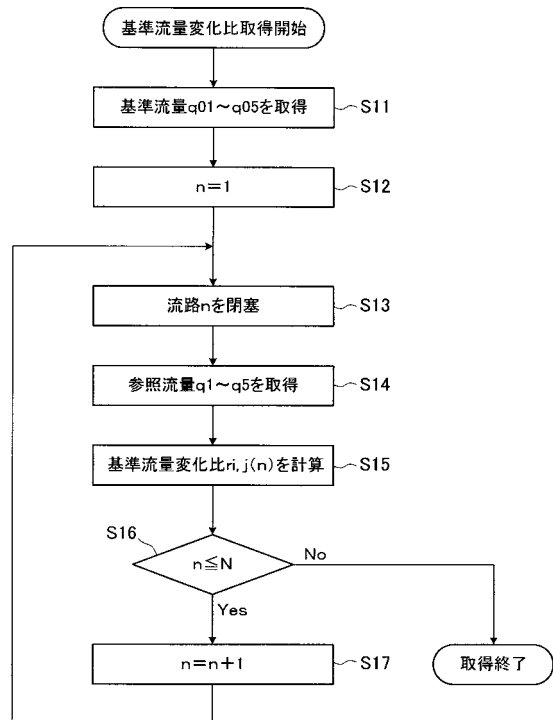 基準流量変化比取得開始
基準流量q01~q05を取得
S11
n=1
S12
流路nを閉塞
S13
参照流量q1~q5を取得
S14
基準流量変化比ri,j(n)を計算
S15
S16
n≦N
No
Yes
n=n+1
S17
取得終了